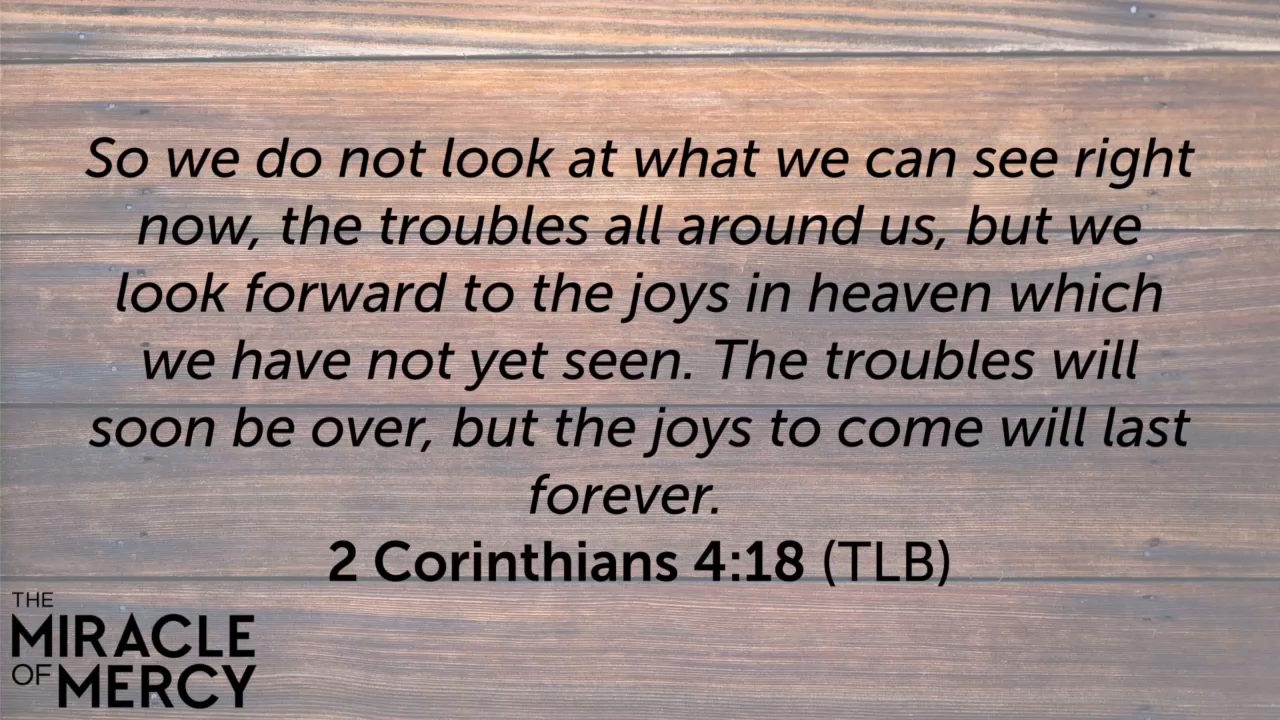 So we do not look at what we can see right
now, the troubles all around us, but we
look forward to the joys in heaven which
we have not yet seen. The troubles will
soon be over, but the joys to come will last
forever.
2 Corinthians 4:18 (TLB)
THE
MIRACLE
OF MERCY